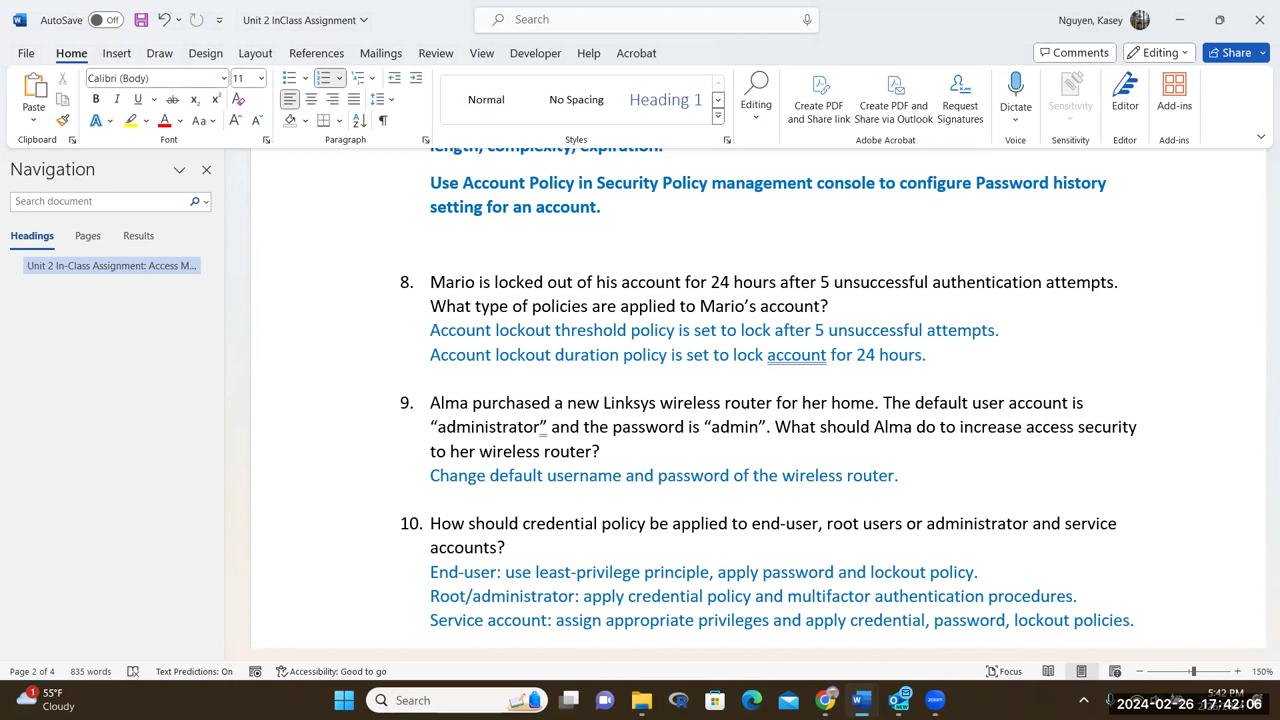 AutoSave Off
Unit 2 InClass Assignment
Search
Nguyen, Kasey
File Home Insert Draw Design Layout References Mailings Review View Developer Help Acrobat
Comments Editing Share
Paste
Calibri (Body) 11
Normal No Spacing Heading 1
Editing
Create PDF and Share link
Create PDF and Share via Outlook
Request Signatures
Dictate
Sensitivity
Editor
Add-ins
Clipboard Font Paragraph Styles Adobe Acrobat Voice Sensitivity Editor Add-ins
Navigation
Search document
Headings Pages Results
Unit 2 In-Class Assignment: Access M...
length, complexity, expiration.
Use Account Policy in Security Policy management console to configure Password history
setting for an account.
8. Mario is locked out of his account for 24 hours after 5 unsuccessful authentication attempts.
What type of policies are applied to Mario’s account?
Account lockout threshold policy is set to lock after 5 unsuccessful attempts.
Account lockout duration policy is set to lock account for 24 hours.
9. Alma purchased a new Linksys wireless router for her home. The default user account is
“administrator” and the password is “admin”. What should Alma do to increase access security
to her wireless router?
Change default username and password of the wireless router.
10. How should credential policy be applied to end-user, root users or administrator and service
accounts?
End-user: use least-privilege principle, apply password and lockout policy.
Root/administrator: apply credential policy and multifactor authentication procedures.
Service account: assign appropriate privileges and apply credential, password, lockout policies.
Page 2 of 4 835 words Text Predictions: On Accessibility: Good to go Focus 150%
55°F
Cloudy
Search
5:42 PM
2024-02-26 17:42:06